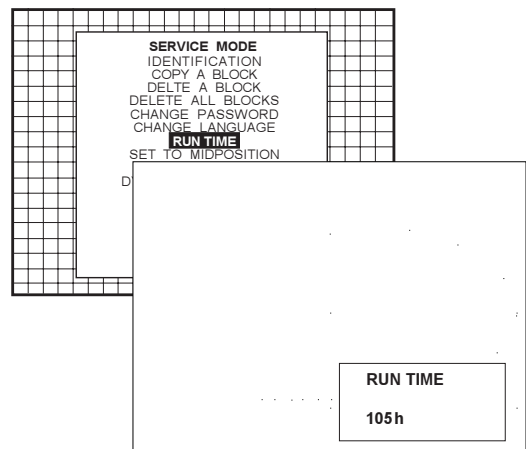 SERVICE MODE
IDENTIFICATION
COPY A BLOCK
DELTE A BLOCK
DELETE ALL BLOCKS
CHANGE PASSWORD
CHANGE LANGUAGE
RUN TIME
SET TO MIDPOSITION
RUN TIME
105h